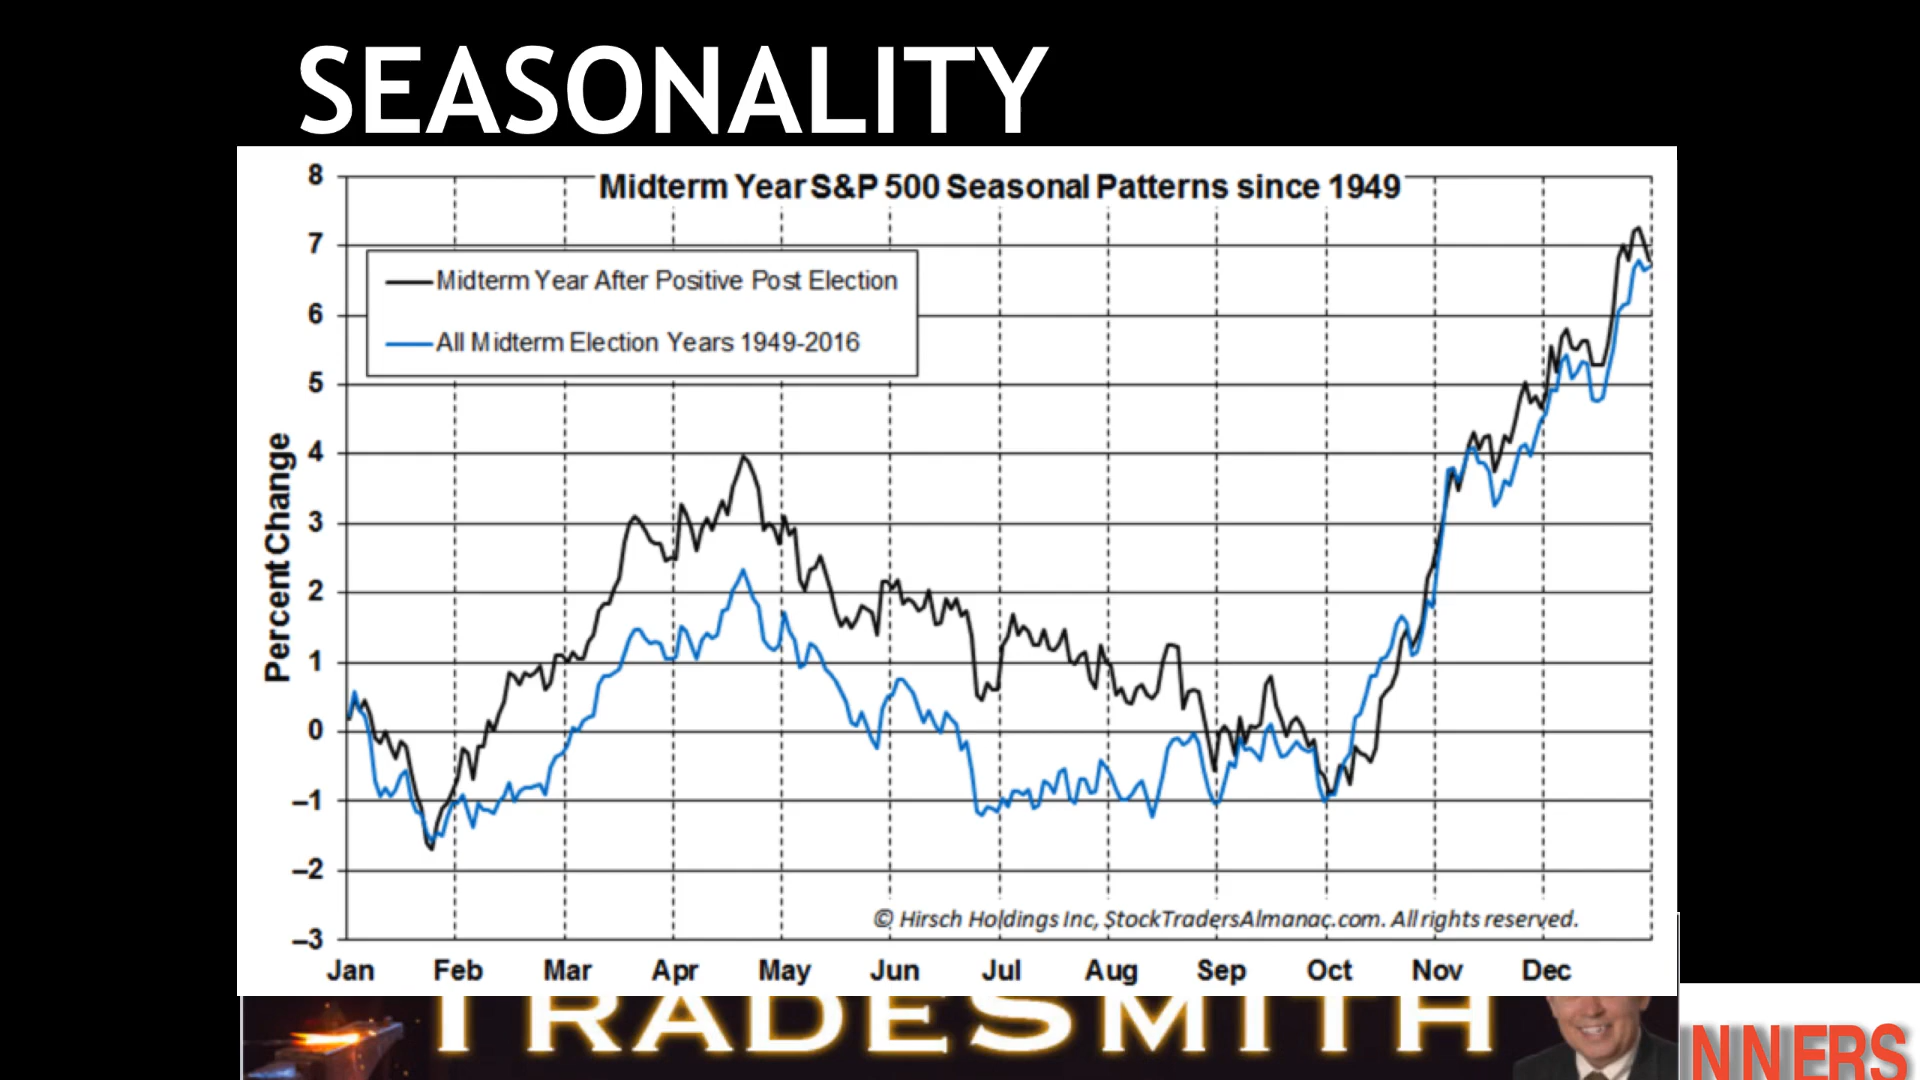 SEASONALITY
Midterm Year S&P 500 Seasonal Patterns since 1949
8
7
6
5
4
3
2
1
0
–1
–2
–3
Percent Change
Midterm Year After Positive Post Election
All Midterm Election Years 1949-2016
© Hirsch Holdings Inc, StockTradersAlmanac.com. All rights reserved.
Jan Feb Mar Apr May Jun Jul Aug Sep Oct Nov Dec
TRADESMITH
NNERS